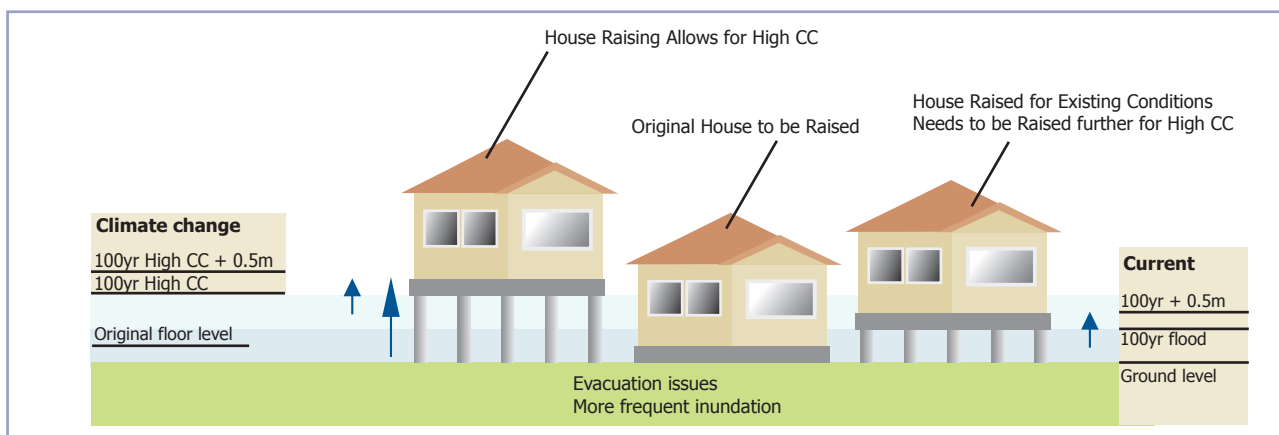 House Raising Allows for High CC
Original House to be Raised
House Raised for Existing Conditions
Needs to be Raised further for High CC
Climate change
100yr High CC + 0.5m
100yr High CC
Original floor level
Current
100yr + 0.5m
100yr flood
Ground level
Evacuation issues
More frequent inundation